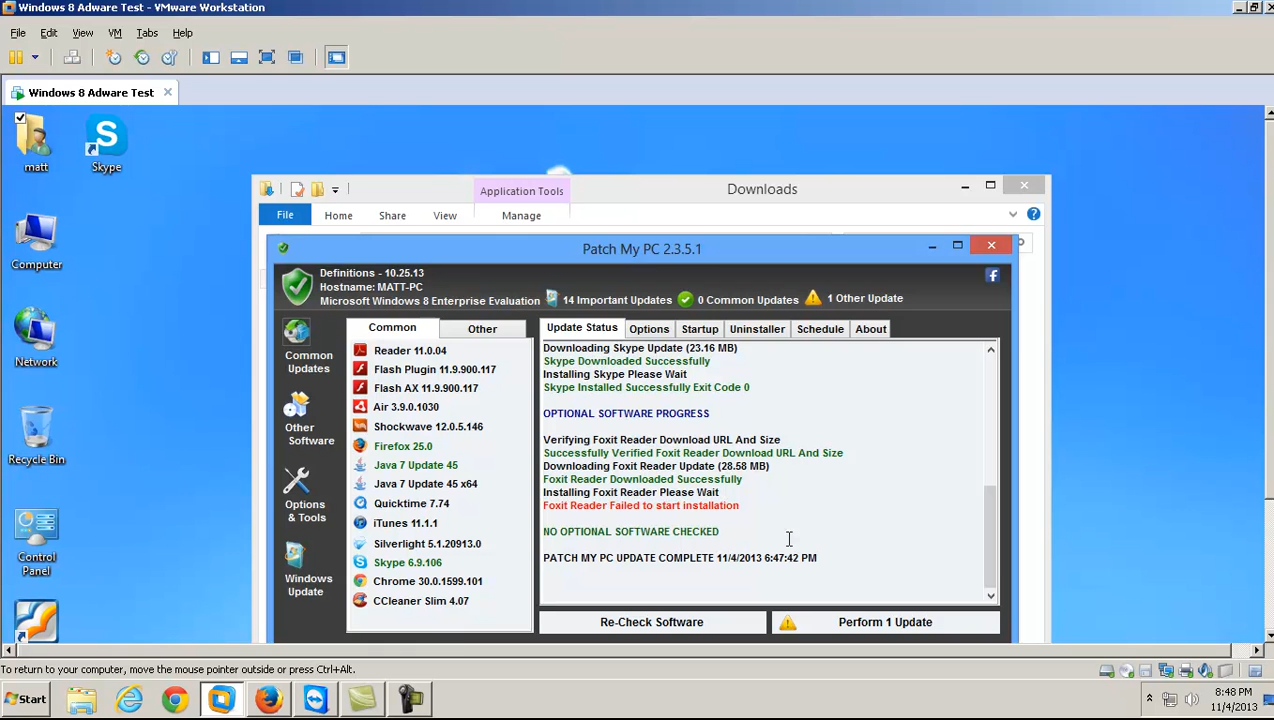 Windows 8 Adware Test - VMware Workstation
File Edit View VM Tabs Help
Windows 8 Adware Test
matt
Skype
Computer
Network
Recycle Bin
Control
Panel
Application Tools
Downloads
File Home Share View Manage
Patch My PC 2.3.5.1
Definitions - 10.25.13
Hostname: MATT-PC
Microsoft Windows 8 Enterprise Evaluation
14 Important Updates
0 Common Updates
1 Other Update
Common
Updates
Other
Software
Options
& Tools
Windows
Update
Common Other
Reader 11.0.04
Flash Plugin 11.9.900.117
Flash AX 11.9.900.117
Air 3.9.0.1030
Shockwave 12.0.5.146
Firefox 25.0
Java 7 Update 45
Java 7 Update 45 x64
Quicktime 7.74
iTunes 11.1.1
Silverlight 5.1.20913.0
Skype 6.9.106
Chrome 30.0.1599.101
CCleaner Slim 4.07
Update Status Options Startup Uninstaller Schedule About
Downloading Skype Update (23.16 MB)
Skype Downloaded Successfully
Installing Skype Please Wait
Skype Installed Successfully Exit Code 0
OPTIONAL SOFTWARE PROGRESS
Verifying Foxit Reader Download URL And Size
Successfully Verified Foxit Reader Download URL And Size
Downloading Foxit Reader Update (28.58 MB)
Foxit Reader Downloaded Successfully
Installing Foxit Reader Please Wait
Foxit Reader Failed to start installation
NO OPTIONAL SOFTWARE CHECKED
PATCH MY PC UPDATE COMPLETE 11/4/2013 6:47:42 PM
Re-Check Software
Perform 1 Update
To return to your computer, move the mouse pointer outside or press Ctrl+Alt.
Start
8:48 PM
11/4/2013